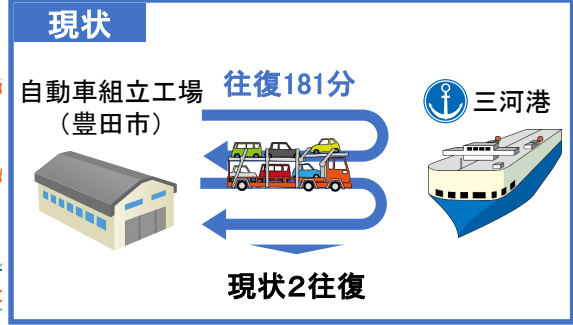 現状
自動車組立工場
（豊田市）
往復181分
三河港
現状2往復